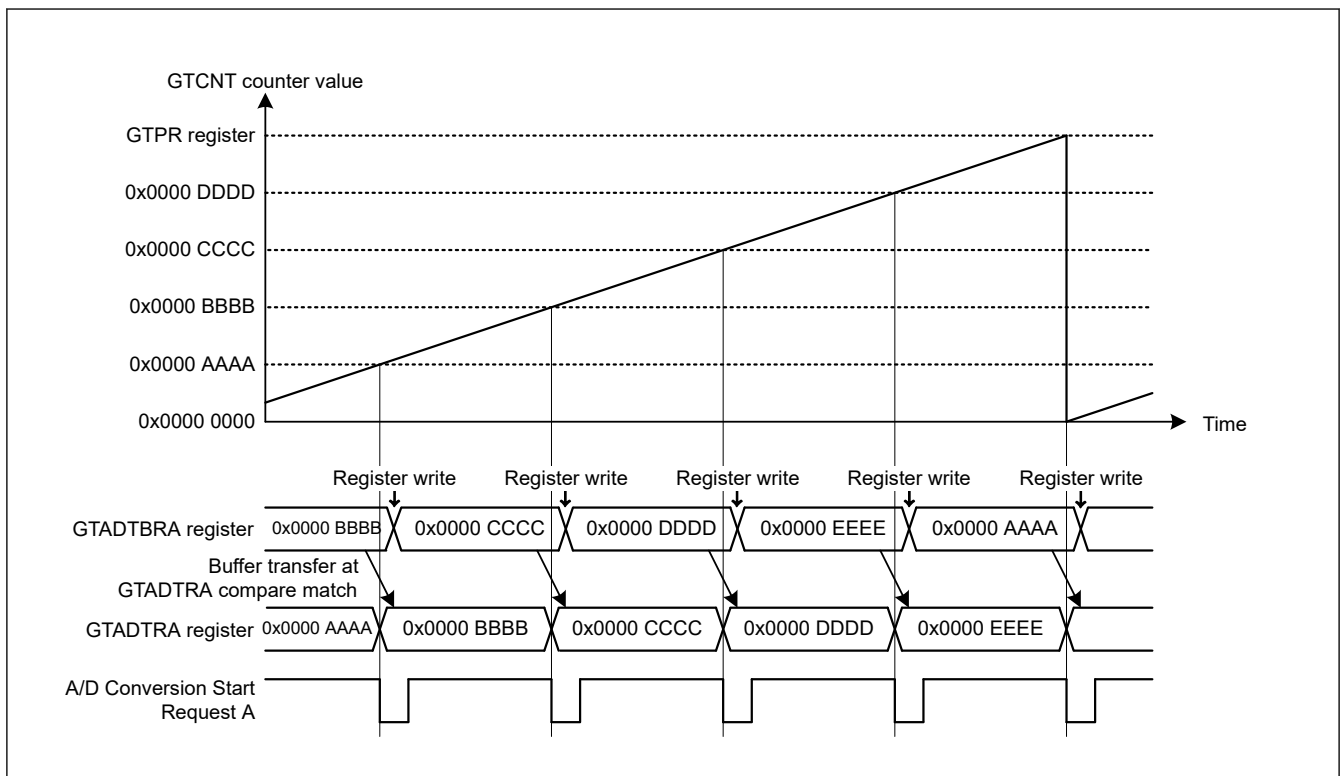 GTCNT counter value
GTPR register
0x0000 DDDD
0x0000 CCCC
0x0000 BBBB
0x0000 AAAA
0x0000 0000
Time
Register write Register write Register write Register write Register write
GTADTBRA register 0x0000 BBBB 0x0000 CCCC 0x0000 DDDD 0x0000 EEEE 0x0000 AAAA
Buffer transfer at
GTADTRA compare match
GTADTRA register 0x0000 AAAA 0x0000 BBBB 0x0000 CCCC 0x0000 DDDD 0x0000 EEEE
A/D Conversion Start
Request A